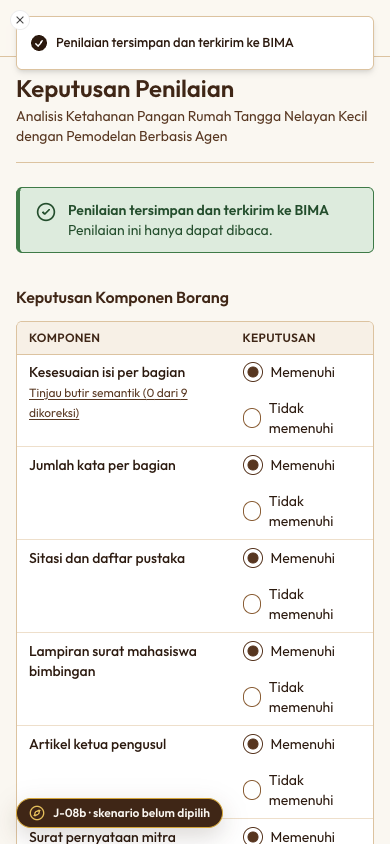 Penilaian tersimpan dan terkirim ke BIMA
Keputusan Penilaian
Analisis Ketahanan Pangan Rumah Tangga Nelayan Kecil
dengan Pemodelan Berbasis Agen
Penilaian tersimpan dan terkirim ke BIMA
Penilaian ini hanya dapat dibaca.
Keputusan Komponen Borang
KOMPONEN KEPUTUSAN
Kesesuaian isi per bagian Memenuhi
Tinjau butir semantik (0 dari 9
dikoreksi)
Tidak
memenuhi
Jumlah kata per bagian Memenuhi
Tidak
memenuhi
Sitasi dan daftar pustaka Memenuhi
Tidak
memenuhi
Lampiran surat mahasiswa Memenuhi
bimbingan
Tidak
memenuhi
Artikel ketua pengusul Memenuhi
Tidak
memenuhi
J-08b · skenario belum dipilih
Surat pernyataan mitra Memenuhi